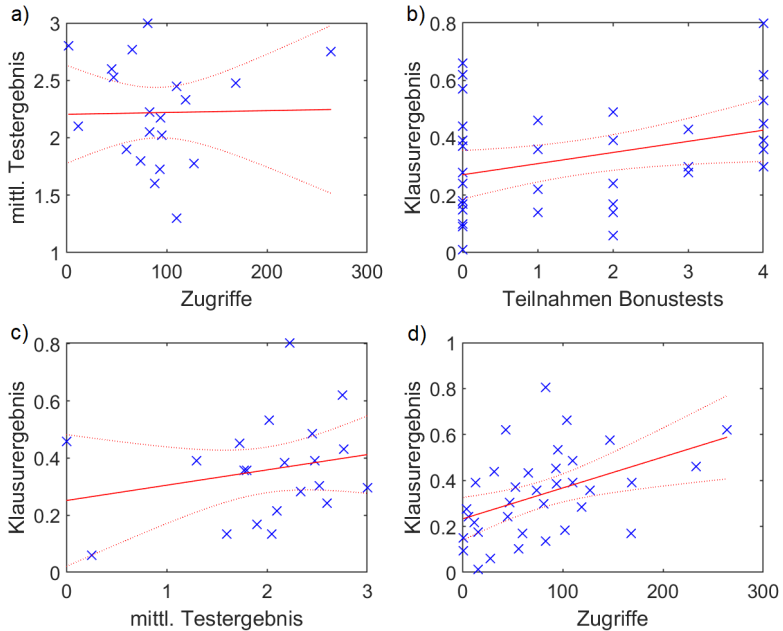 a)
3
2.5
2
1.5
1
mittl. Testergebnis
0 100 200 300
Zugriffe
b)
0.8
0.6
0.4
0.2
0
Klausurergebnis
0 1 2 3 4
Teilnahmen Bonustests
c)
0.8
0.6
0.4
0.2
0
Klausurergebnis
0 1 2 3
mittl. Testergebnis
d)
1
0.8
0.6
0.4
0.2
0
Klausurergebnis
0 100 200 300
Zugriffe